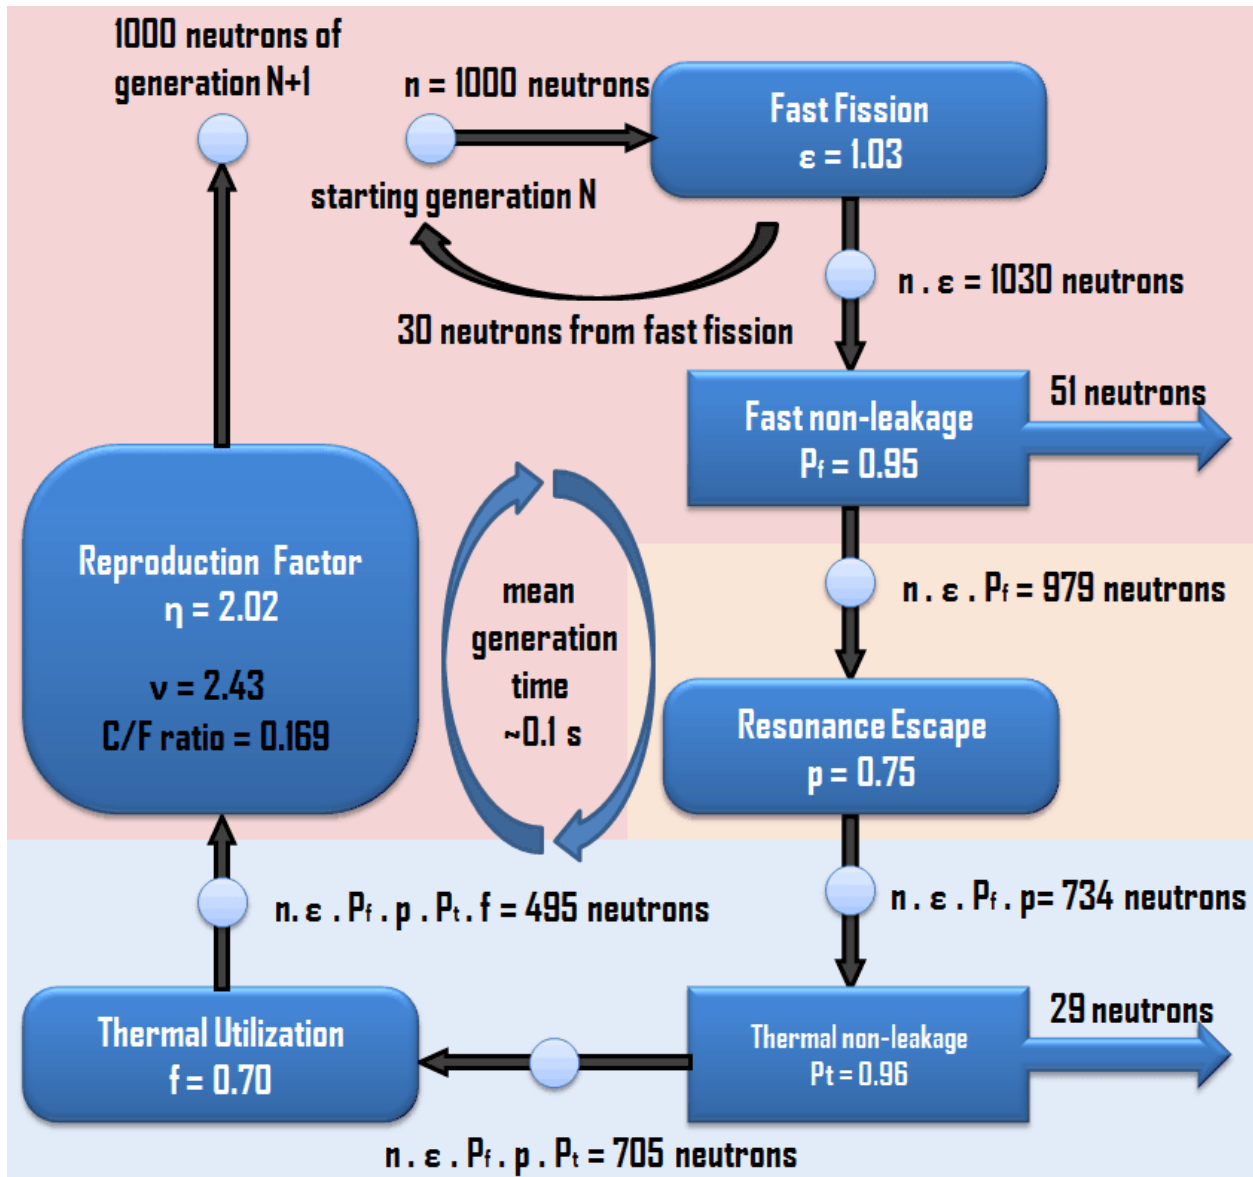 1000 neutrons of
generation N+1
n = 1000 neutrons
starting generation N
Fast Fission
ε = 1.03
30 neutrons from fast fission
n . ε = 1030 neutrons
Fast non-leakage
Pf = 0.95
51 neutrons
n . ε . Pf = 979 neutrons
Resonance Escape
p = 0.75
mean
generation
time
~0.1 s
Reproduction Factor
η = 2.02
ν = 2.43
C/F ratio = 0.169
n . ε . Pf . p= 734 neutrons
n. ε . Pf . p . Pt . f = 495 neutrons
Thermal non-leakage
Pt = 0.96
29 neutrons
Thermal Utilization
f = 0.70
n . ε . Pf . p . Pt = 705 neutrons